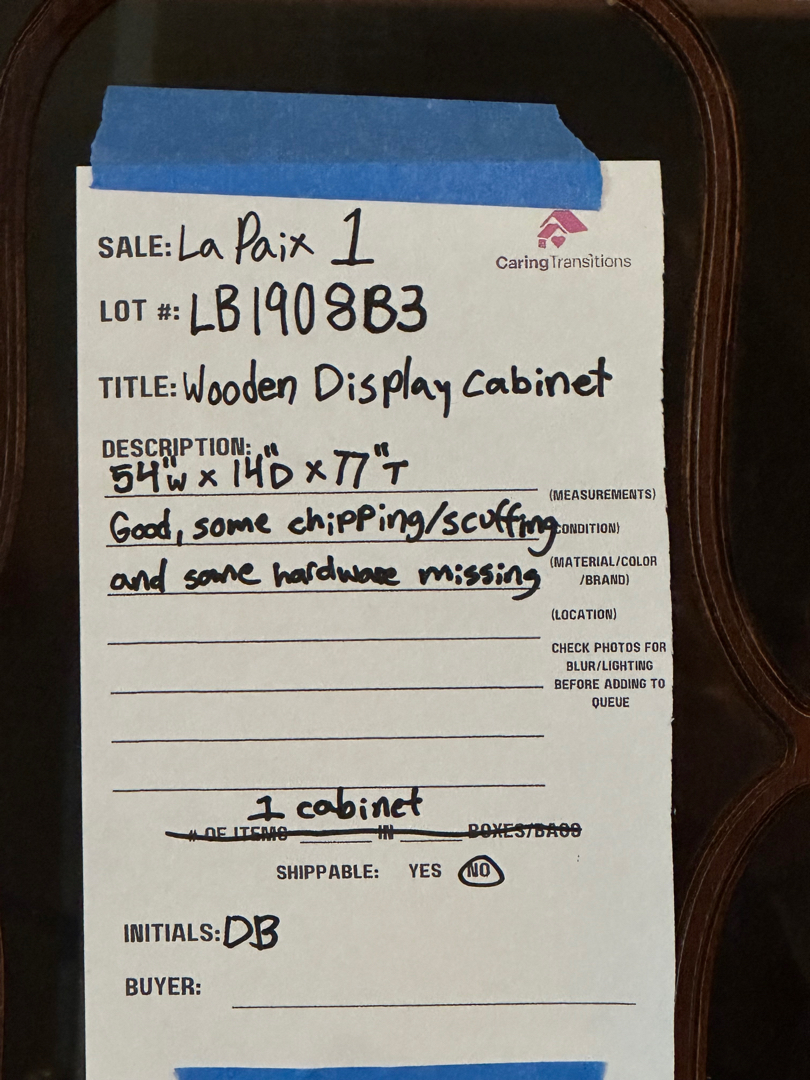 SALE: La Paix 1
CaringTransitions
LOT #: LB1908B3
TITLE: Wooden Display Cabinet
DESCRIPTION:
54"W x 14"D x 77"T
(MEASUREMENTS)
Good, some chipping/scuffing CONDITION)
and some hardware missing
(MATERIAL/COLOR
/BRAND)
(LOCATION)
CHECK PHOTOS FOR
BLUR/LIGHTING
BEFORE ADDING TO
QUEUE
1 cabinet
# OF ITEMS IN BOXES/BAGS
SHIPPABLE: YES NO
INITIALS: DB
BUYER: